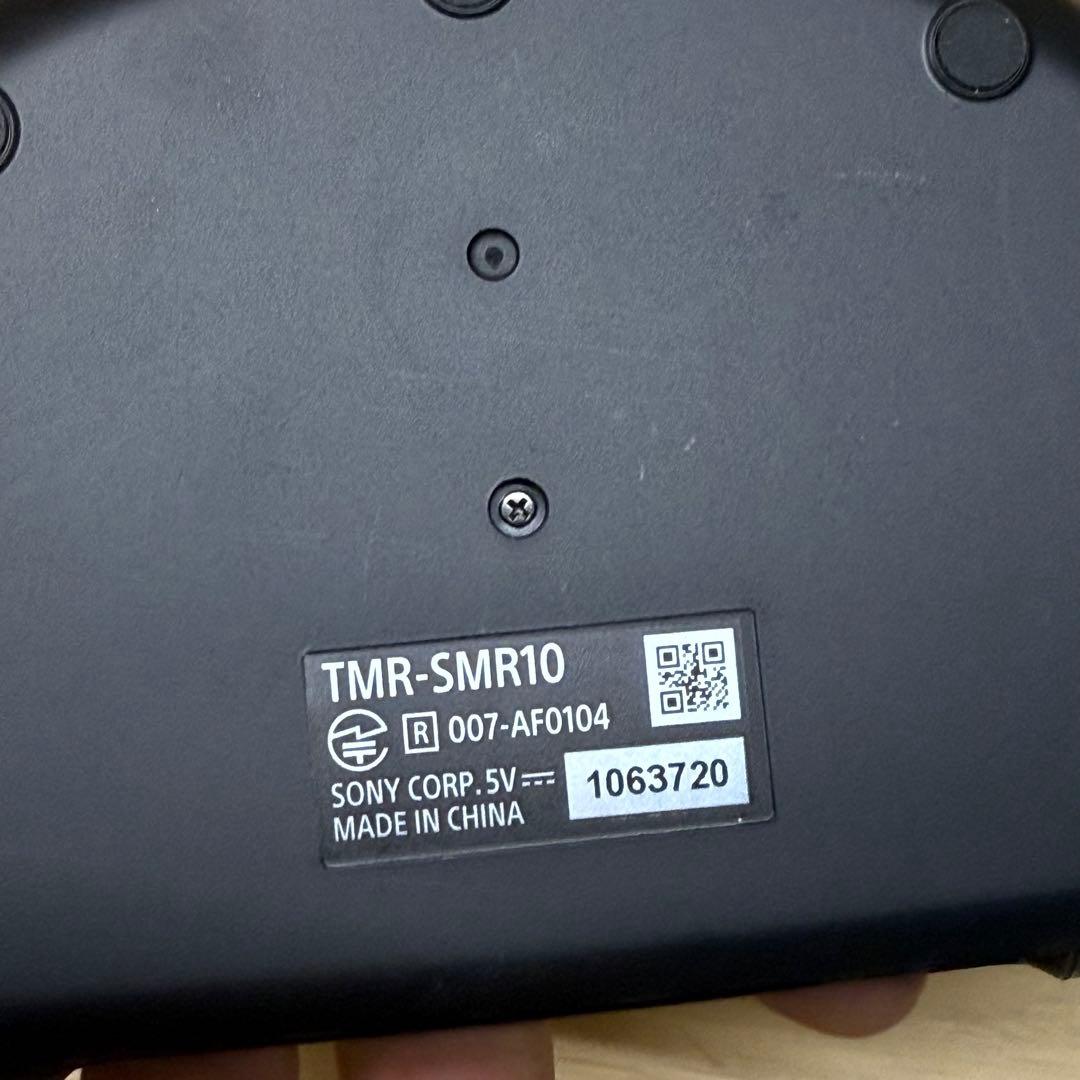 TMR-SMR10
R 007-AF0104
SONY CORP. 5V
1063720
MADE IN CHINA